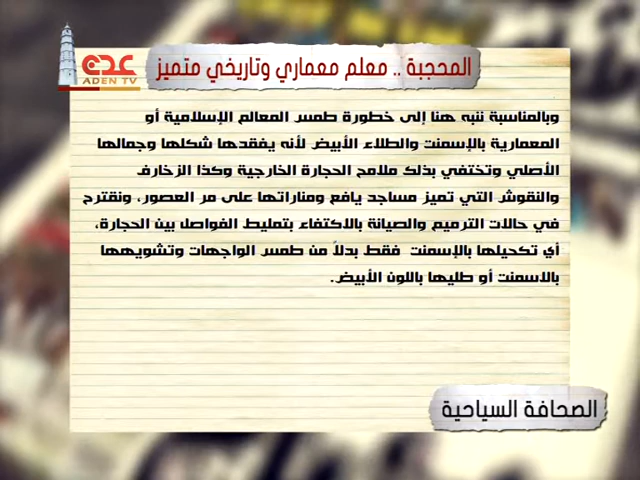 عدن
ADEN TV
المحجبة .. معلم معماري وتاريخي متميز
وبالمناسبة ننبه هنا إلى خطورة طمس المعالم الإسلامية أو
المعمارية بالإسمنت والطلاء الأبيض لأنه يفقدها شكلها وجمالها
الأصلي وتختفي بذلك ملامح الحجارة الخارجية وكذا الزخارف
والنقوش التي تميز مساجد يافع ومناراتها على مر العصور، ونقترح
في حالات الترميم والصيانة بالاكتفاء بتمليط الفواصل بين الحجارة،
أي تكحيلها بالإسمنت فقط بدلاً من طمس الواجهات وتشويهها
بالاسمنت أو طليها باللون الأبيض.
الصحافة السياحية